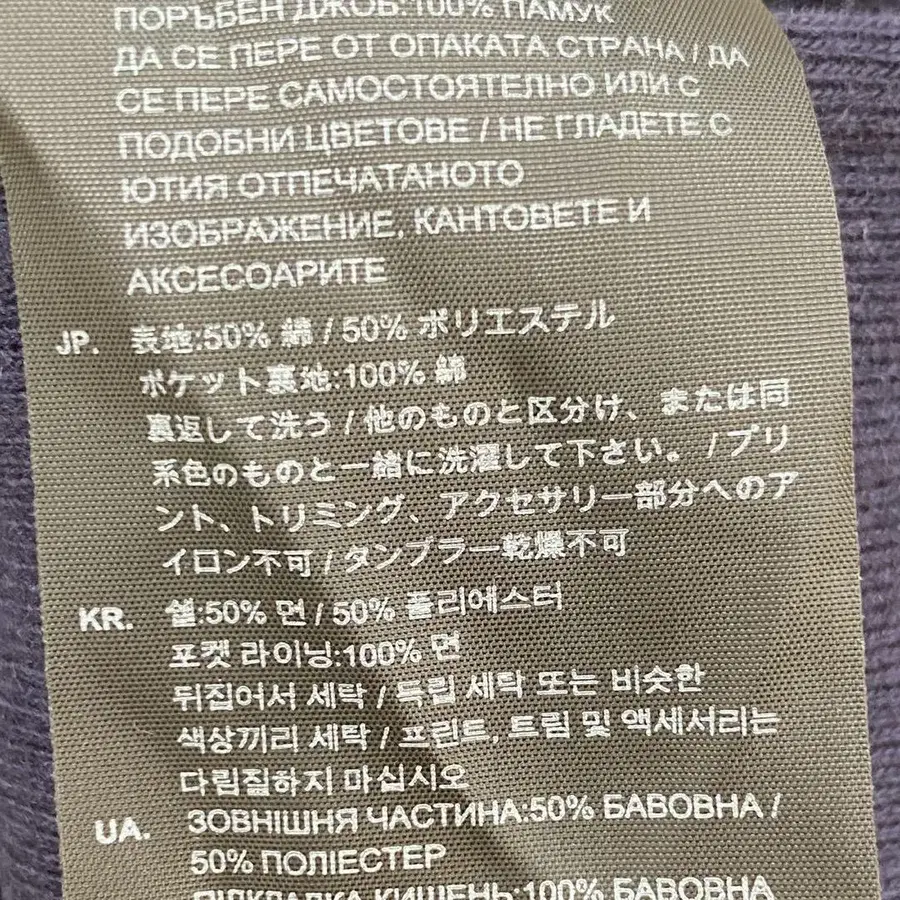 ПОРЪБЕН ДЖОБ:100% ПАМУК
ДА СЕ ПЕРЕ ОТ ОПАКАТА СТРАНА / ДА
СЕ ПЕРЕ САМОСТОЯТЕЛНО ИЛИ С
ПОДОБНИ ЦВЕТОВЕ / НЕ ГЛАДЕТЕ С
ЮТИЯ ОТПЕЧАТАНОТО
ИЗОБРАЖЕНИЕ, КАНТОВЕТЕ И
АКСЕСОАРИТЕ
JP. 表地:50% 綿 / 50% ポリエステル
ポケット裏地:100% 綿
裏返して洗う / 他のものと区分け、または同
系色のものと一緒に洗濯して下さい。 / プリ
ント、トリミング、アクセサリー部分へのア
イロン不可 / タンブラー乾燥不可
KR. 쉘:50% 면 / 50% 폴리에스터
포켓 라이닝:100% 면
뒤집어서 세탁 / 독립 세탁 또는 비슷한
색상끼리 세탁 / 프린트, 트림 및 액세서리는
다림질하지 마십시오
UA. ЗОВНІШНЯ ЧАСТИНА:50% БАВОВНА /
50% ПОЛІЕСТЕР
ПІДКЛАДКА КИШЕНЬ:100% БАВОВНА